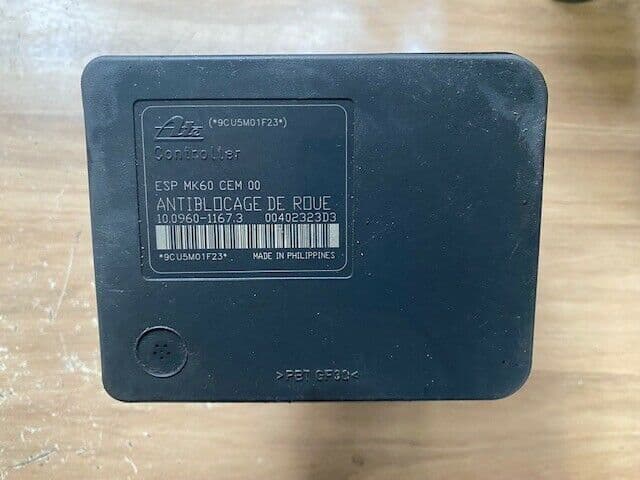 Ate (*9CU5M01F23*)
Controller
ESP MK60 CEM 00
ANTIBLOCAGE DE ROUE
10.0960-1167.3 00402323D3
*9CU5M01F23* MADE IN PHILIPPINES
>PBT GF30<